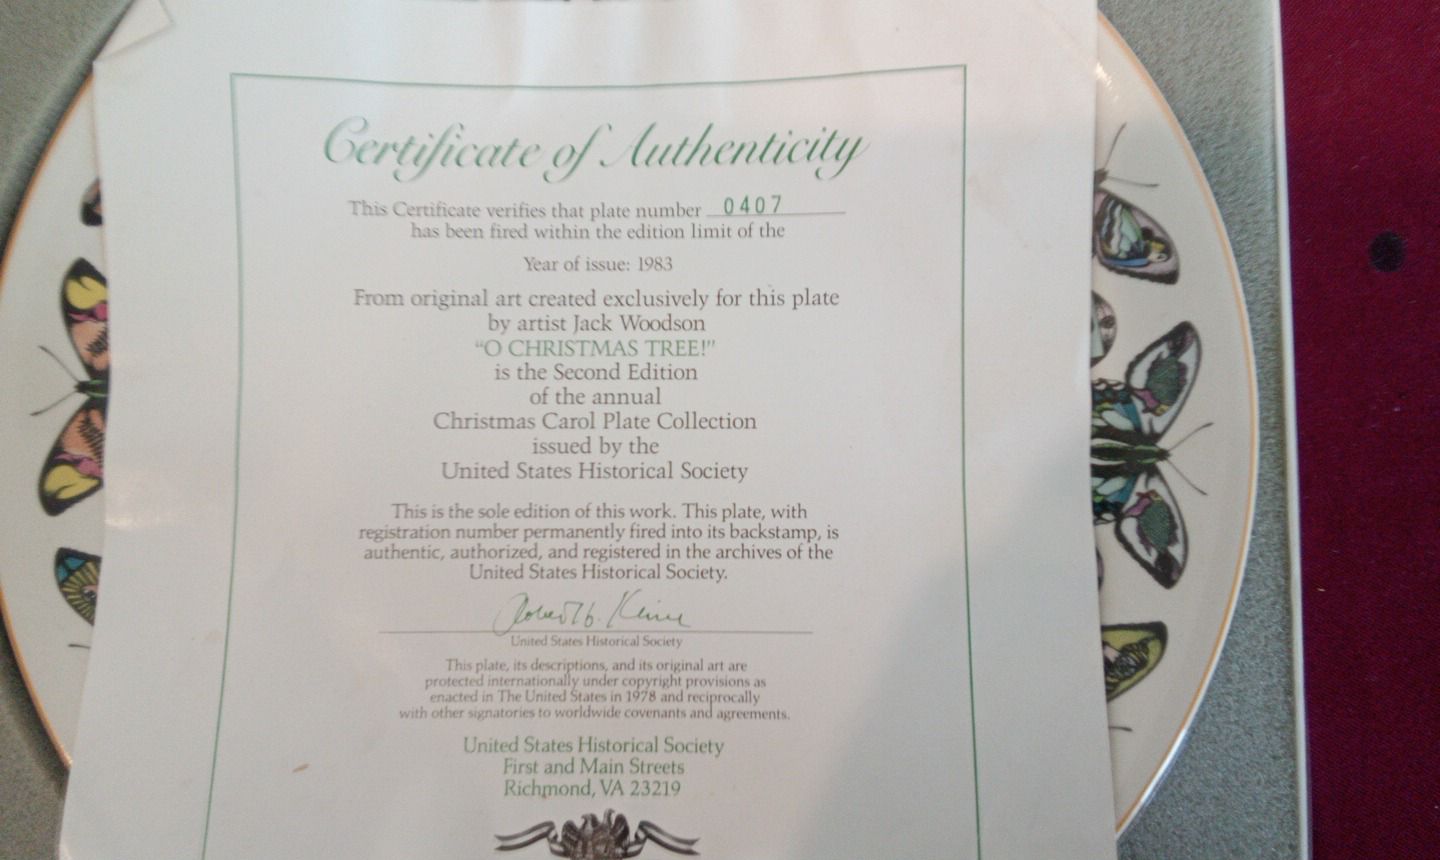 Certificate of Authenticity
This Certificate verifies that plate number 0407
has been fired within the edition limit of the
Year of issue: 1983
From original art created exclusively for this plate
by artist Jack Woodson
“O CHRISTMAS TREE!”
is the Second Edition
of the annual
Christmas Carol Plate Collection
issued by the
United States Historical Society
This is the sole edition of this work. This plate, with
registration number permanently fired into its backstamp, is
authentic, authorized, and registered in the archives of the
United States Historical Society.
United States Historical Society
This plate, its descriptions, and its original art are
protected internationally under copyright provisions as
enacted in The United States in 1978 and reciprocally
with other signatories to worldwide covenants and agreements.
United States Historical Society
First and Main Streets
Richmond, VA 23219